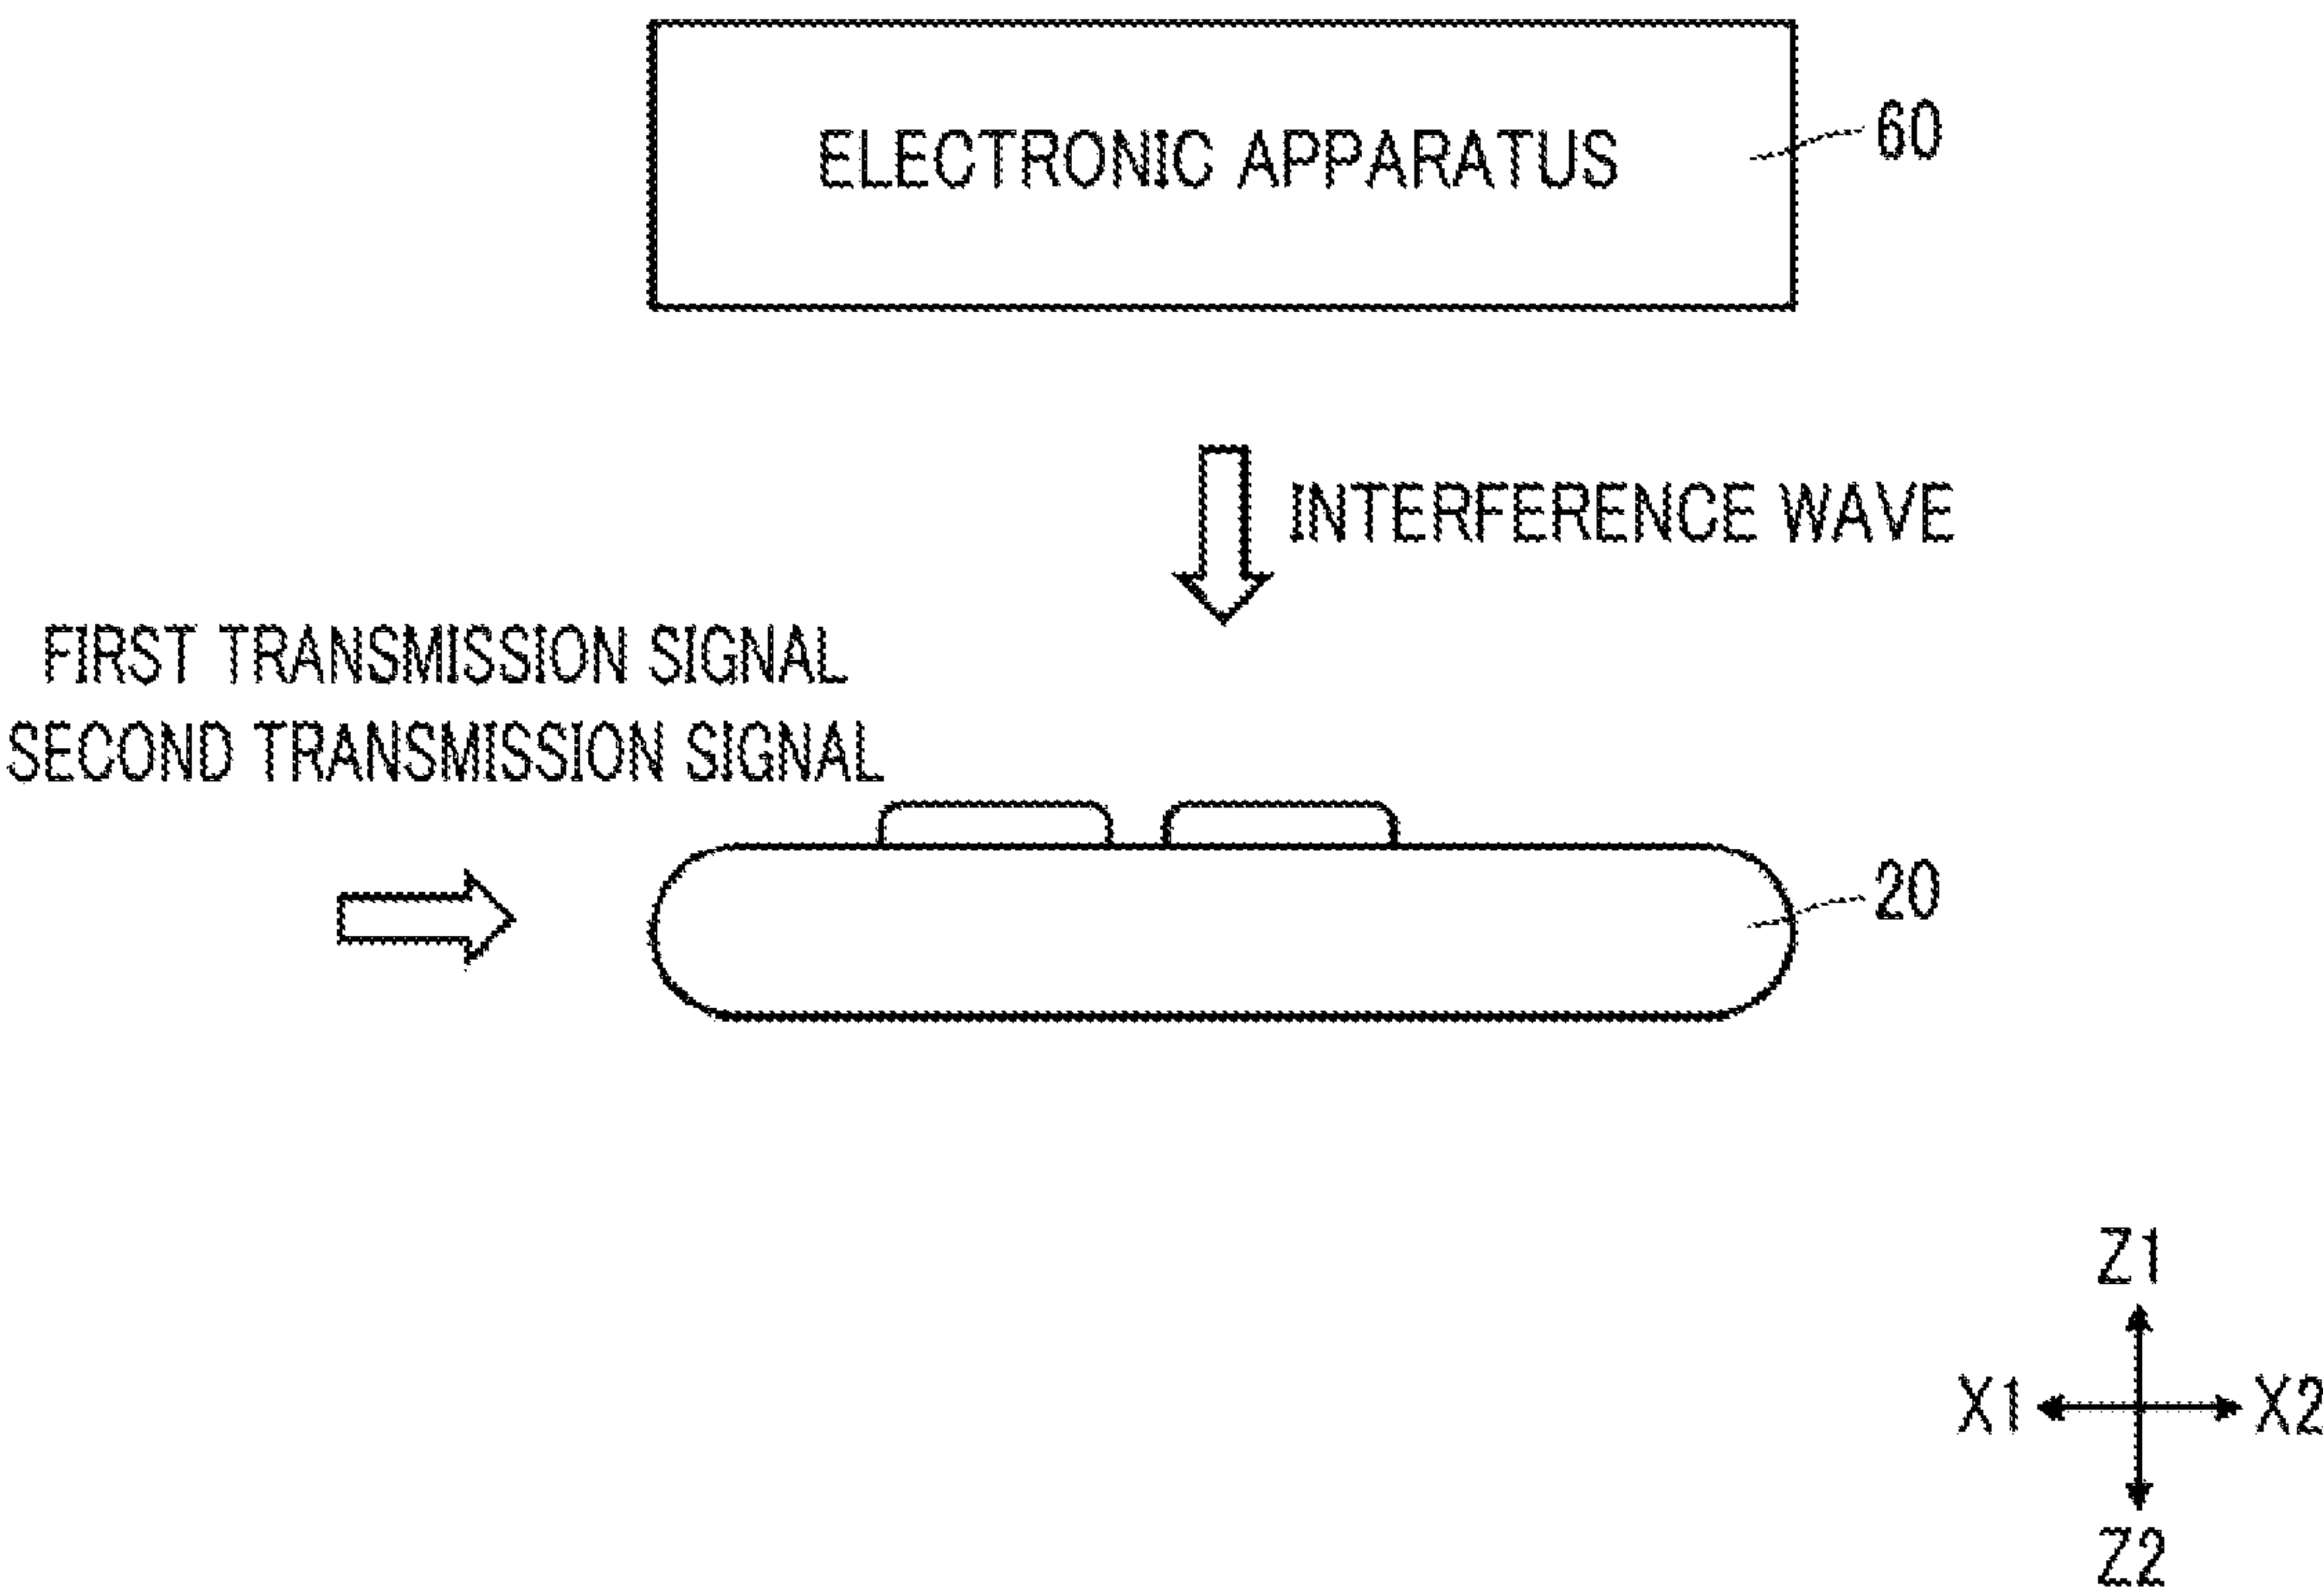 ELECTRONIC APPARATUS
60
INTERFERENCE WAVE
FIRST TRANSMISSION SIGNAL
SECOND TRANSMISSION SIGNAL
20
Z1
X1 X2
Z2